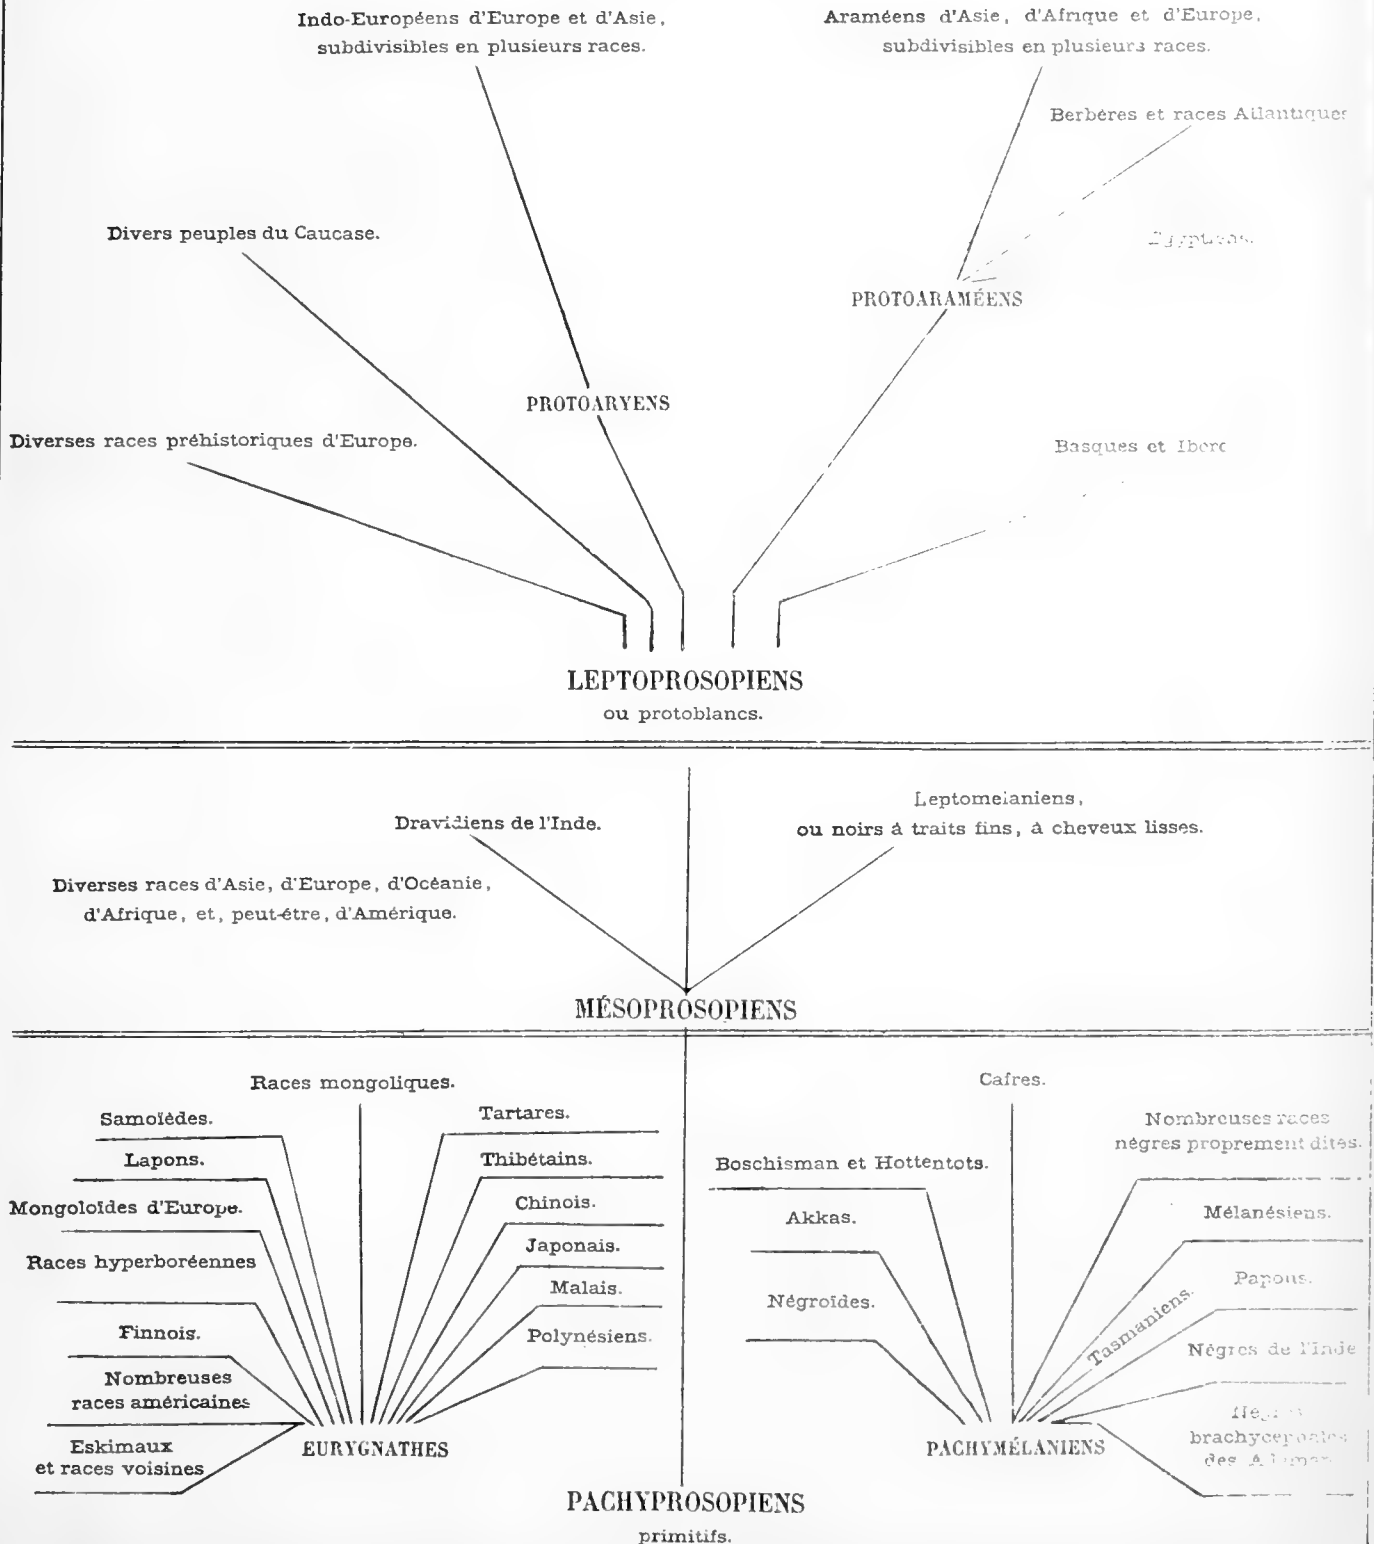 Indo-Européens d'Europe et d'Asie,
subdivisibles en plusieurs races.
Araméens d'Asie, d'Afrique et d'Europe,
subdivisibles en plusieurs races.
Berbères et races Atlantiques
Divers peuples du Caucase.
PROTOARAMÉENS
PROTOARYENS
Diverses races préhistoriques d'Europe.
Basques et
LEPTOPROSOPIENS
ou protoblancs.
Leptomelaniens,
ou noirs à traits fins, à cheveux lisses.
Dravidiens de l'Inde.
Diverses races d'Asie, d'Europe, d'Océanie,
d'Afrique, et, peut-être, d'Amérique.
MÉSOPROSOPIENS
Races mongoliques.
Samoïèdes.
Lapons.
Mongoloïdes d'Europe.
Races hyperboréennes
Finnois.
Nombreuses
races américaines
Eskimaux
et races voisines
Tartares.
Thibétains.
Chinois.
Japonais.
Malais.
Polynésiens.
EURYGNATHES
Cafres.
Boschisman et Hottentots.
Akkas.
Négroïdes.
Nombreuses races
nègres proprement dites.
Mélanésiens.
Papous.
Tasmaniens.
Nègres de l'Inde
des
PACHYMÉLANIENS
PACHYPROSOPIENS
primitifs.